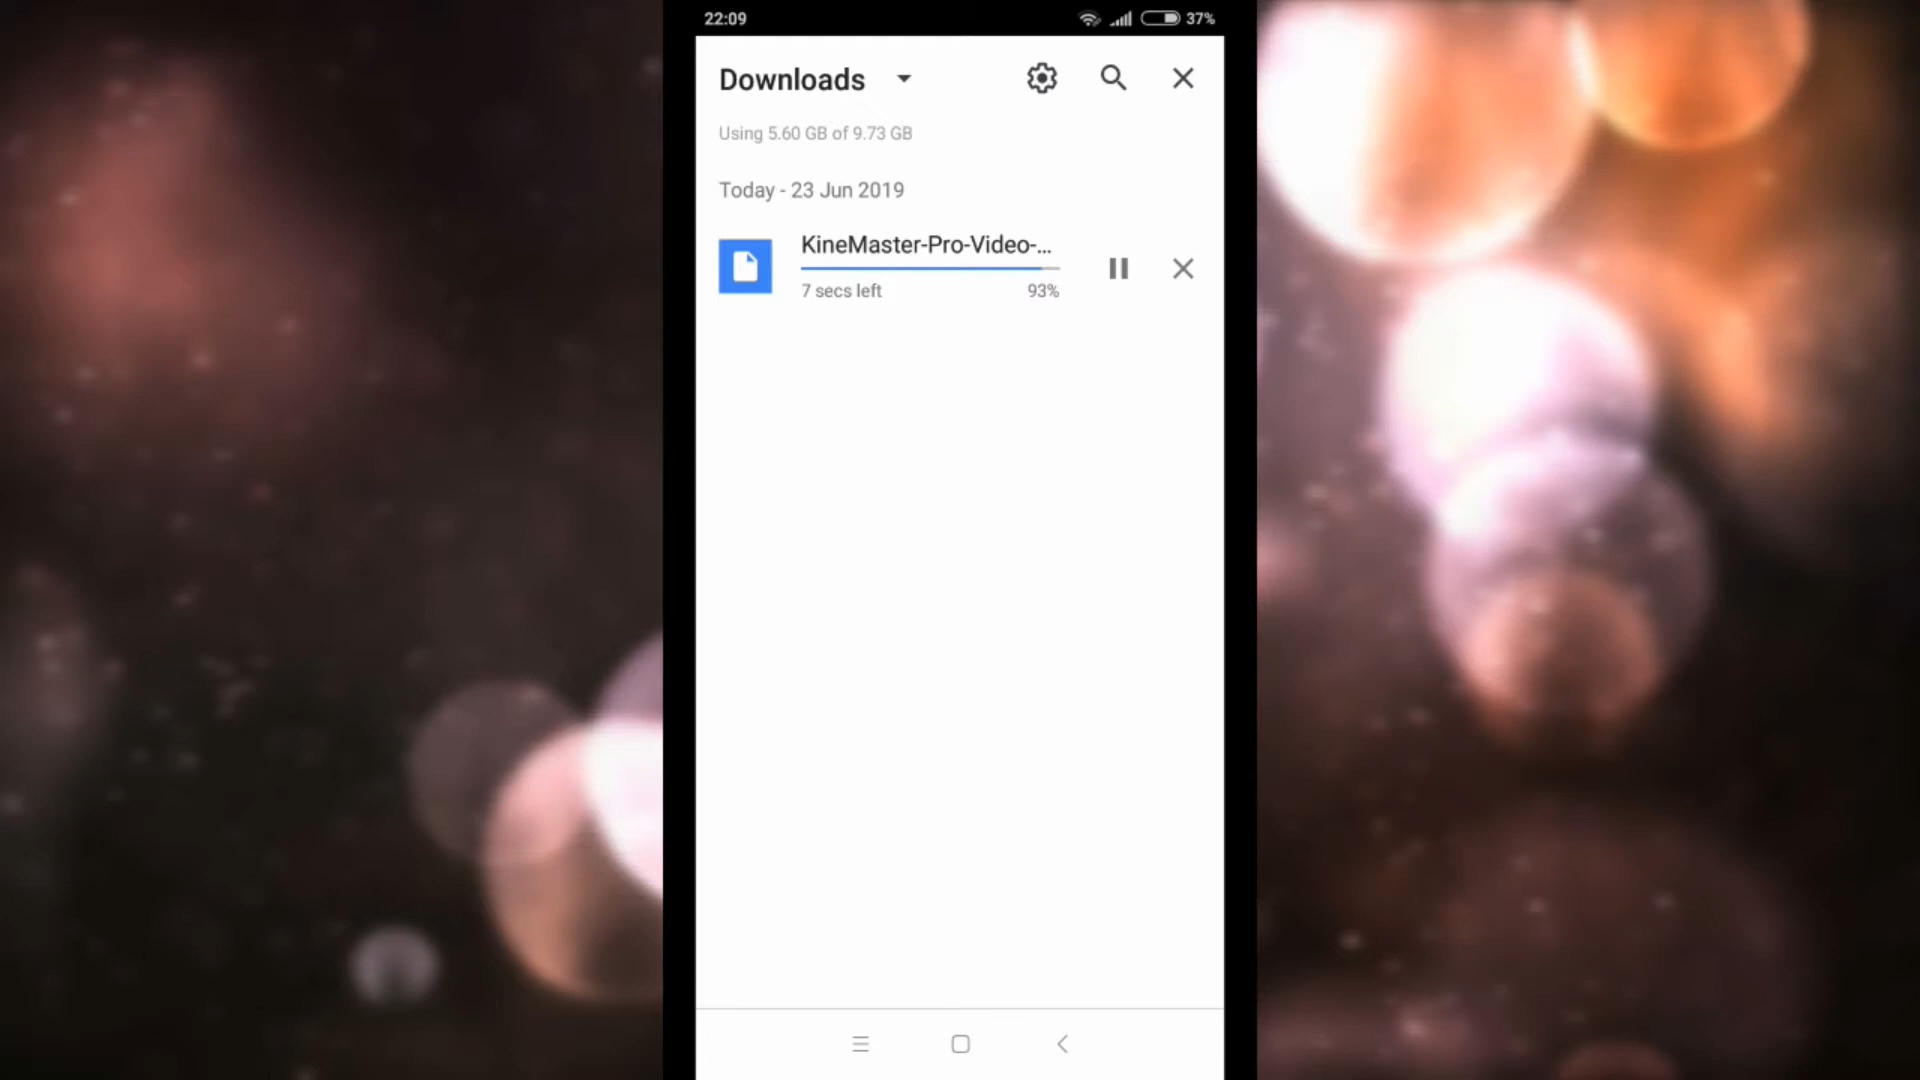 22:09
37%
Downloads
Using 5.60 GB of 9.73 GB
Today - 23 Jun 2019
KineMaster-Pro-Video-...
7 secs left
93%